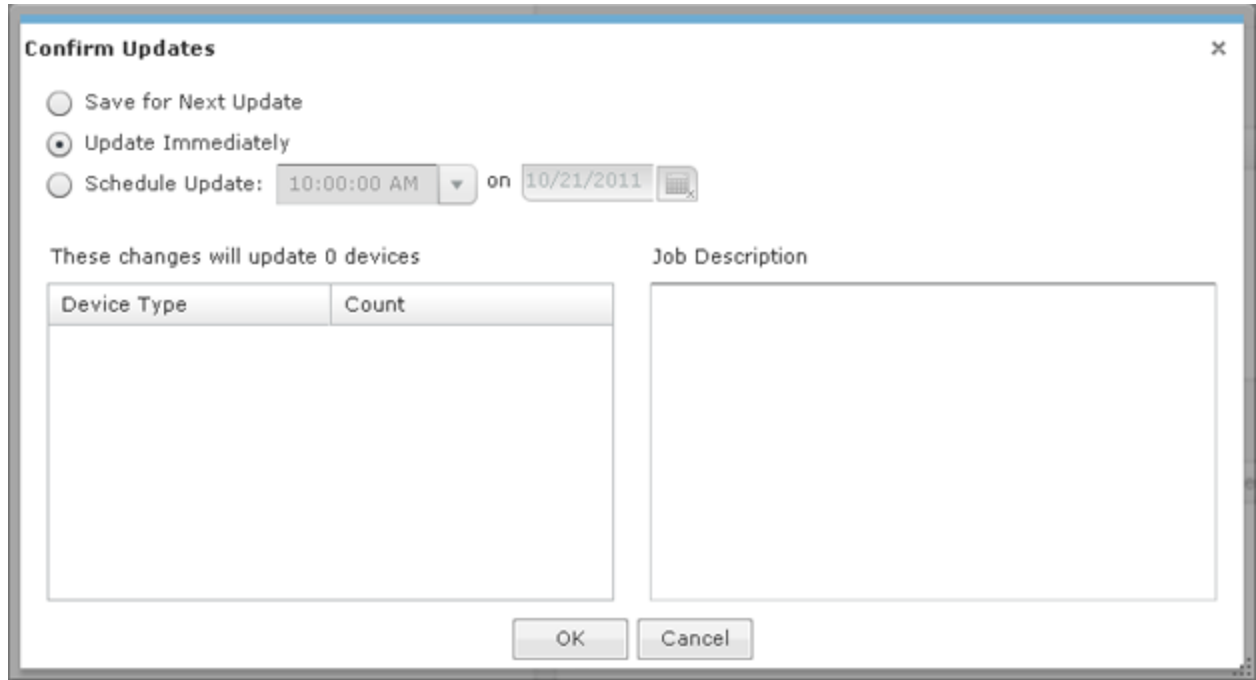 Confirm Updates
Save for Next Update
Update Immediately
Schedule Update: 10:00:00 AM on 10/21/2011
These changes will update 0 devices
Job Description
Device Type Count
OK Cancel